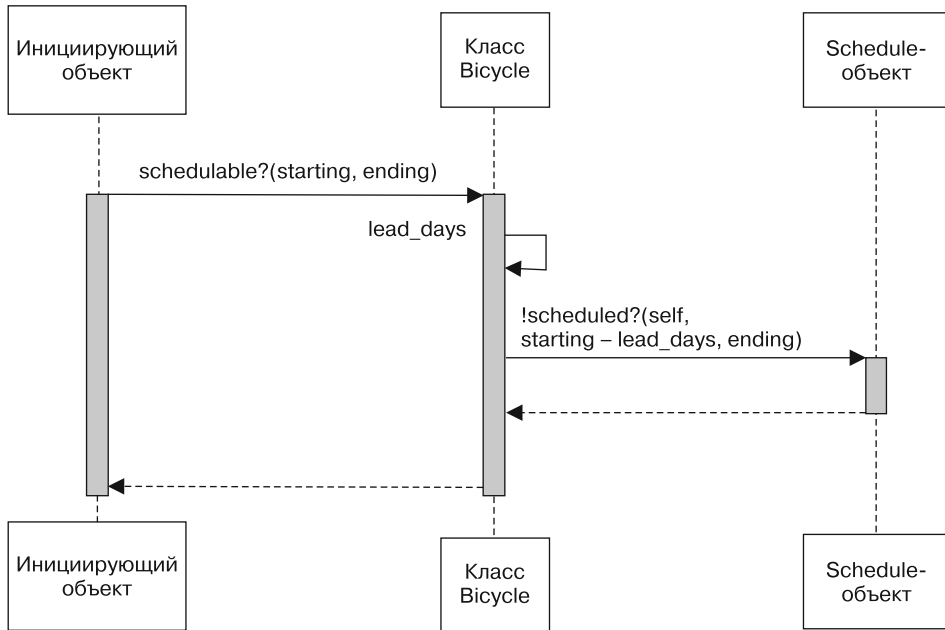 Инициирующий
объект
Класс
Bicycle
Schedule-
объект
schedulable?(starting, ending)
lead_days
!scheduled?(self,
starting – lead_days, ending)
Инициирующий
объект
Класс
Bicycle
Schedule-
объект